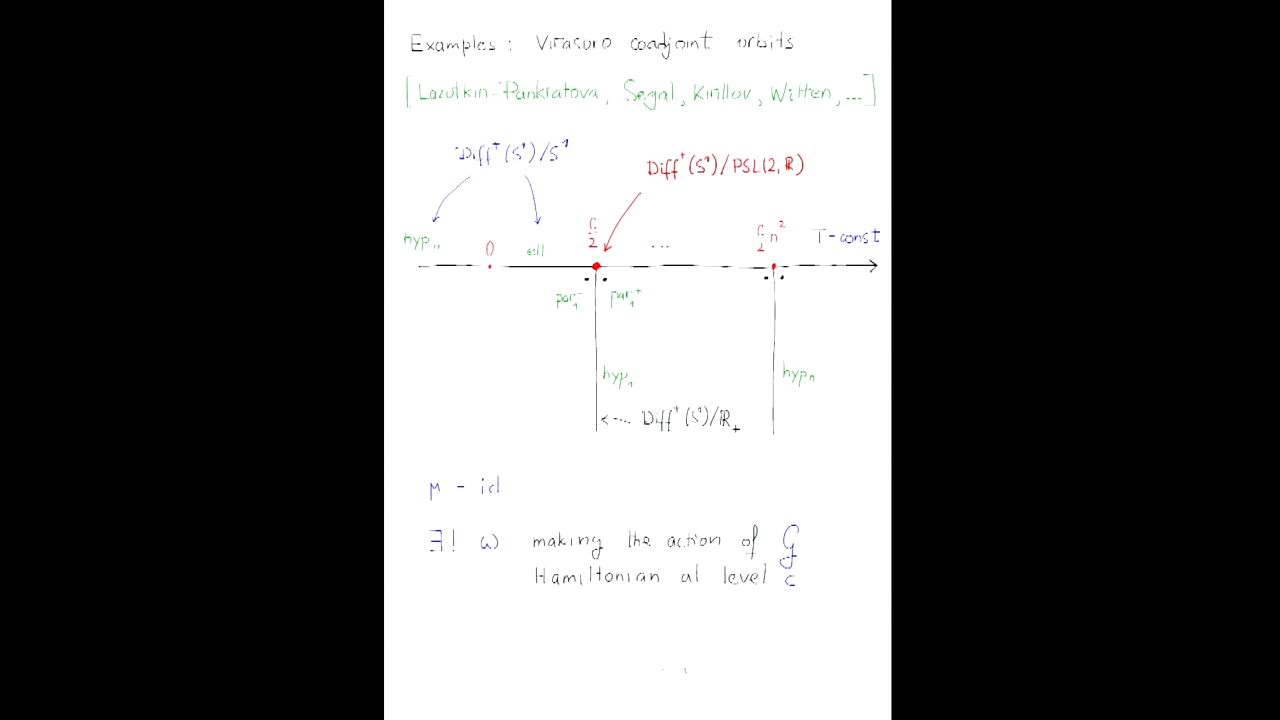 Examples: Virasoro coadjoint orbits
[Lazutkin-Pankratova, Segal, Kirillov, Witten, ...]
Diff⁺(S¹)/S¹
Diff⁺(S¹)/PSL(2,ℝ)
hyp₀ 0 ell c/2 ... c/2 n² T-const
par₁⁻ par₁⁺
hyp₁ hypₙ
Diff⁺(S¹)/ℝ₊
μ - id
∃! ω making the action of G
Hamiltonian at level c